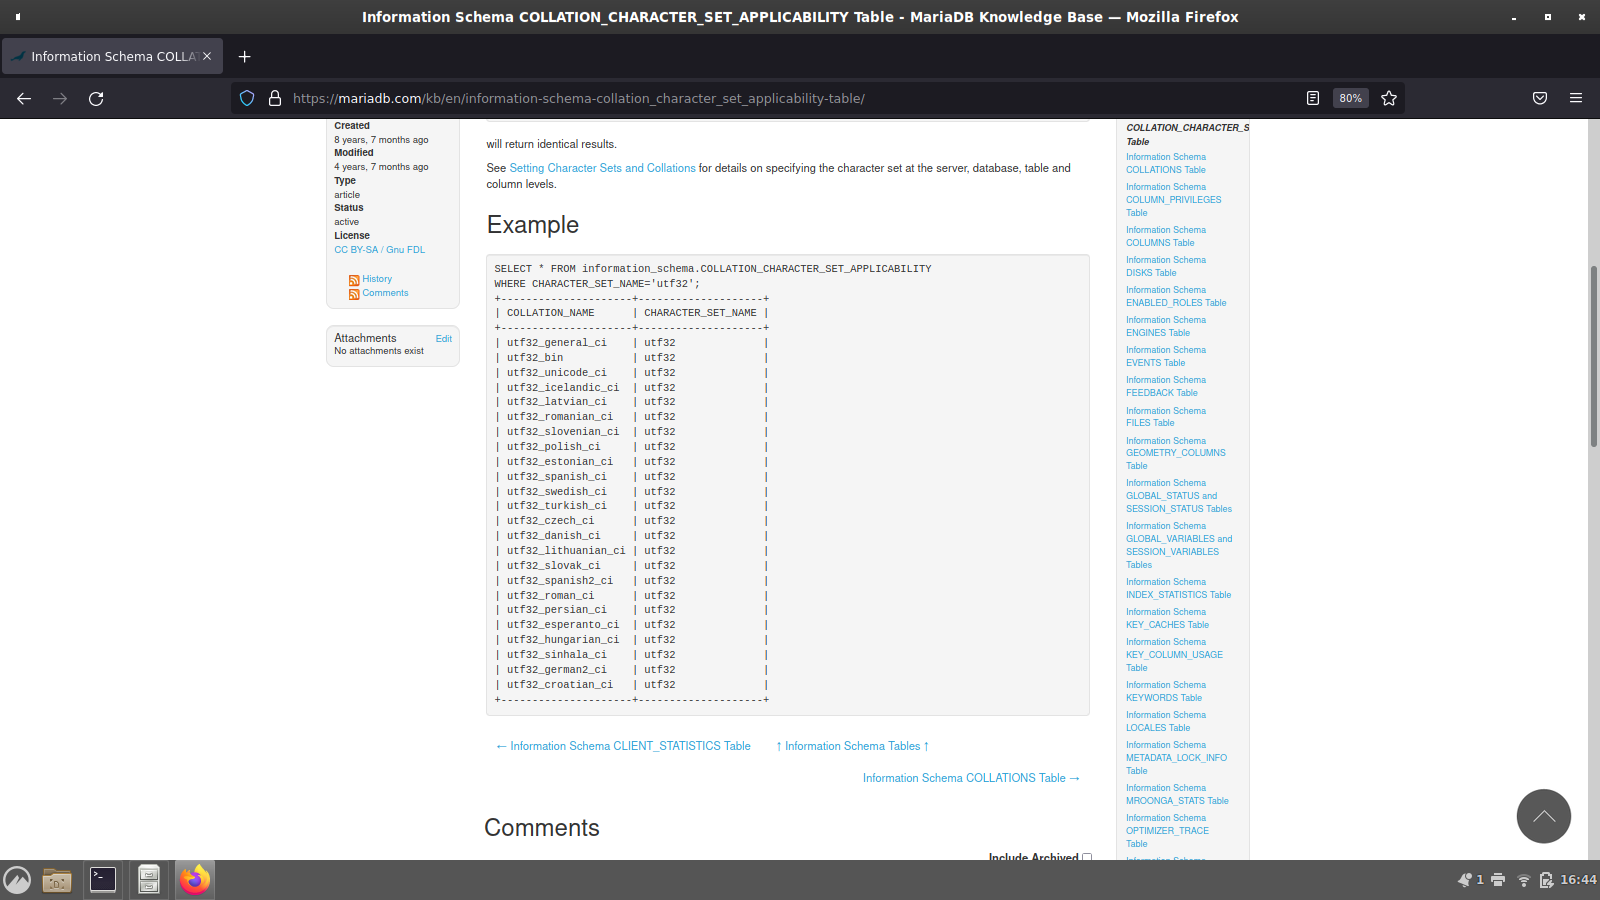 Information Schema COLLATION_CHARACTER_SET_APPLICABILITY Table - MariaDB Knowledge Base — Mozilla Firefox
Information Schema COLLA
https://mariadb.com/kb/en/information-schema-collation_character_set_applicability-table/
80%
Created
8 years, 7 months ago
Modified
4 years, 7 months ago
Type
article
Status
active
License
CC BY-SA / Gnu FDL
History
Comments
Attachments
Edit
No attachments exist
will return identical results.
See Setting Character Sets and Collations for details on specifying the character set at the server, database, table and
column levels.
Example
SELECT * FROM information_schema.COLLATION_CHARACTER_SET_APPLICABILITY
WHERE CHARACTER_SET_NAME='utf32';
+---------------------+--------------------+
| COLLATION_NAME      | CHARACTER_SET_NAME |
+---------------------+--------------------+
| utf32_general_ci    | utf32              |
| utf32_bin           | utf32              |
| utf32_unicode_ci    | utf32              |
| utf32_icelandic_ci  | utf32              |
| utf32_latvian_ci    | utf32              |
| utf32_romanian_ci   | utf32              |
| utf32_slovenian_ci  | utf32              |
| utf32_polish_ci     | utf32              |
| utf32_estonian_ci   | utf32              |
| utf32_spanish_ci    | utf32              |
| utf32_swedish_ci    | utf32              |
| utf32_turkish_ci    | utf32              |
| utf32_czech_ci      | utf32              |
| utf32_danish_ci     | utf32              |
| utf32_lithuanian_ci | utf32              |
| utf32_slovak_ci     | utf32              |
| utf32_spanish2_ci   | utf32              |
| utf32_roman_ci      | utf32              |
| utf32_persian_ci    | utf32              |
| utf32_esperanto_ci  | utf32              |
| utf32_hungarian_ci  | utf32              |
| utf32_sinhala_ci    | utf32              |
| utf32_german2_ci    | utf32              |
| utf32_croatian_ci   | utf32              |
+---------------------+--------------------+
← Information Schema CLIENT_STATISTICS Table
↑ Information Schema Tables ↑
Information Schema COLLATIONS Table →
Comments
Include Archived
COLLATION_CHARACTER_S
Table
Information Schema
COLLATIONS Table
Information Schema
COLUMN_PRIVILEGES
Table
Information Schema
COLUMNS Table
Information Schema
DISKS Table
Information Schema
ENABLED_ROLES Table
Information Schema
ENGINES Table
Information Schema
EVENTS Table
Information Schema
FEEDBACK Table
Information Schema
FILES Table
Information Schema
GEOMETRY_COLUMNS
Table
Information Schema
GLOBAL_STATUS and
SESSION_STATUS Tables
Information Schema
GLOBAL_VARIABLES and
SESSION_VARIABLES
Tables
Information Schema
INDEX_STATISTICS Table
Information Schema
KEY_CACHES Table
Information Schema
KEY_COLUMN_USAGE
Table
Information Schema
KEYWORDS Table
Information Schema
LOCALES Table
Information Schema
METADATA_LOCK_INFO
Table
Information Schema
MROONGA_STATS Table
Information Schema
OPTIMIZER_TRACE
Table
1
16:44